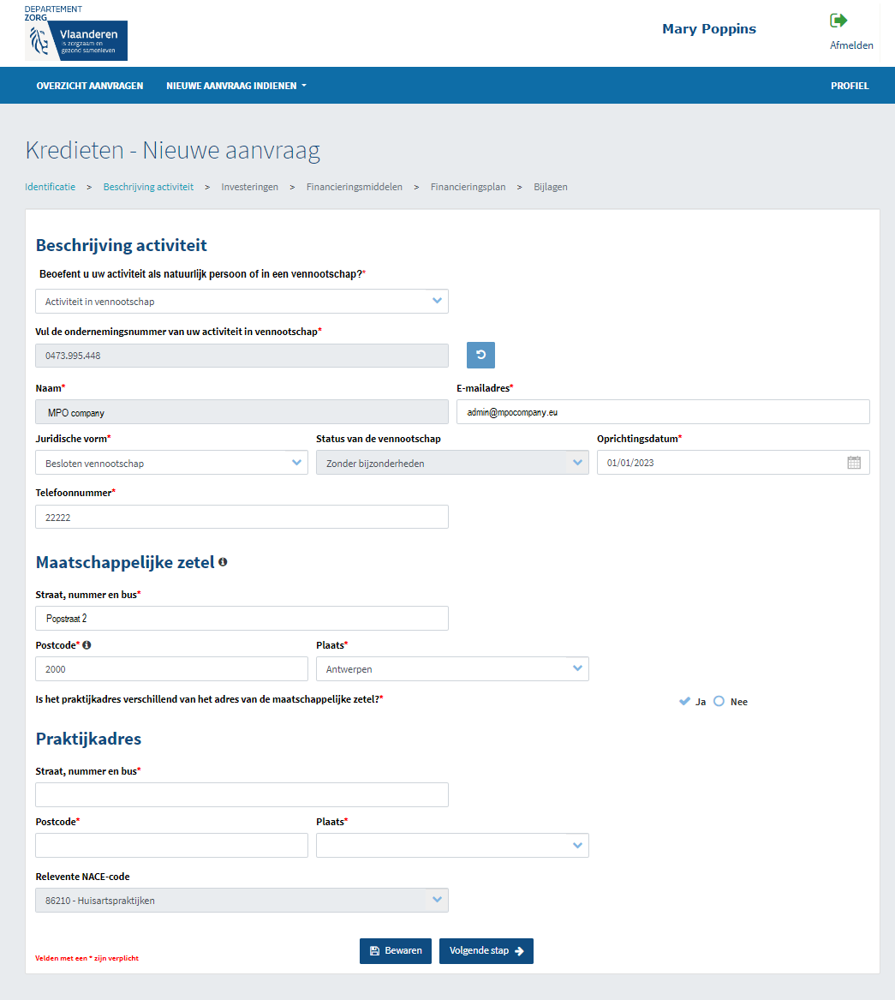 DEPARTEMENT
ZORG
Vlaanderen
is zorgzaam en
gezond samenleven
Mary Poppins
Afmelden
OVERZICHT AANVRAGEN NIEUWE AANVRAAG INDIENEN PROFIEL
Kredieten - Nieuwe aanvraag
Identificatie > Beschrijving activiteit > Investeringen > Financieringsmiddelen > Financieringsplan > Bijlagen
Beschrijving activiteit
Beoefent u uw activiteit als natuurlijk persoon of in een vennootschap?*
Activiteit in vennootschap
Vul de ondernemingsnummer van uw activiteit in vennootschap*
0473.995.448
Naam* E-mailadres*
MPO company admin@mpocompany.eu
Juridische vorm* Status van de vennootschap Oprichtingsdatum*
Besloten vennootschap Zonder bijzonderheden 01/01/2023
Telefoonnummer*
22222
Maatschappelijke zetel
Straat, nummer en bus*
Popstraat 2
Postcode* Plaats*
2000 Antwerpen
Is het praktijkadres verschillend van het adres van de maatschappelijke zetel?* Ja Nee
Praktijkadres
Straat, nummer en bus*
Postcode* Plaats*
Relevente NACE-code
86210 - Huisartspraktijken
Velden met een * zijn verplicht Bewaren Volgende stap